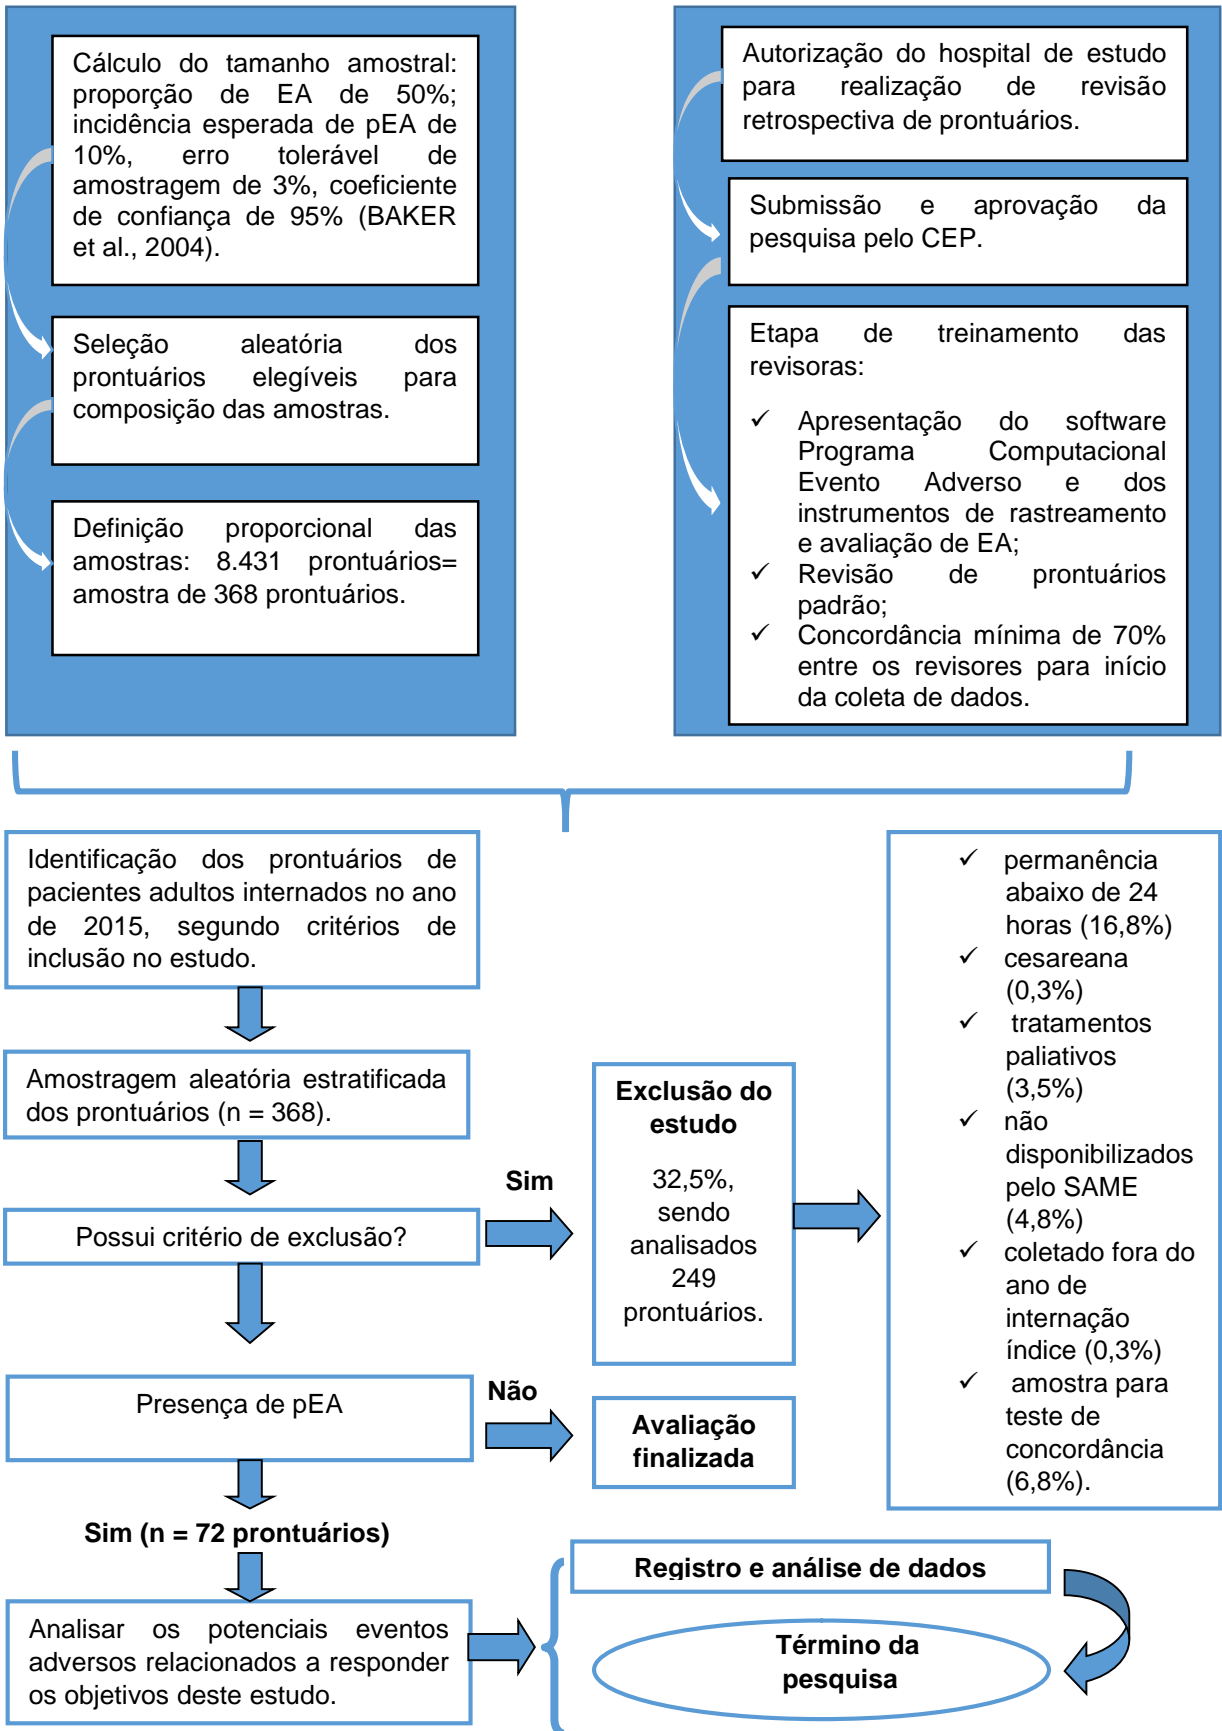 Cálculo do tamanho amostral:
proporção de EA de 50%;
incidência esperada de pEA de
10%, erro tolerável de
amostragem de 3%, coeficiente
de confiança de 95% (BAKER
et al., 2004).
Seleção aleatória dos
prontuários elegíveis para
composição das amostras.
Definição proporcional das
amostras: 8.431 prontuários=
amostra de 368 prontuários.
Autorização do hospital de estudo
para realização de revisão
retrospectiva de prontuários.
Submissão e aprovação da
pesquisa pelo CEP.
Etapa de treinamento das
revisoras:
✓ Apresentação do software
Programa Computacional
Evento Adverso e dos
instrumentos de rastreamento
e avaliação de EA;
✓ Revisão de prontuários
padrão;
✓ Concordância mínima de 70%
entre os revisores para início
da coleta de dados.
Identificação dos prontuários de
pacientes adultos internados no ano
de 2015, segundo critérios de
inclusão no estudo.
Amostragem aleatória estratificada
dos prontuários (n = 368).
Possui critério de exclusão?
Sim
Exclusão do
estudo
32,5%,
sendo
analisados
249
prontuários.
✓ permanência
abaixo de 24
horas (16,8%)
✓ cesareana
(0,3%)
✓ tratamentos
paliativos
(3,5%)
✓ não
disponibilizados
pelo SAME
(4,8%)
✓ coletado fora do
ano de
internação
índice (0,3%)
✓ amostra para
teste de
concordância
(6,8%).
Presença de pEA
Não
Avaliação
finalizada
Sim (n = 72 prontuários)
Analisar os potenciais eventos
adversos relacionados a responder
os objetivos deste estudo.
Registro e análise de dados
Término da
pesquisa